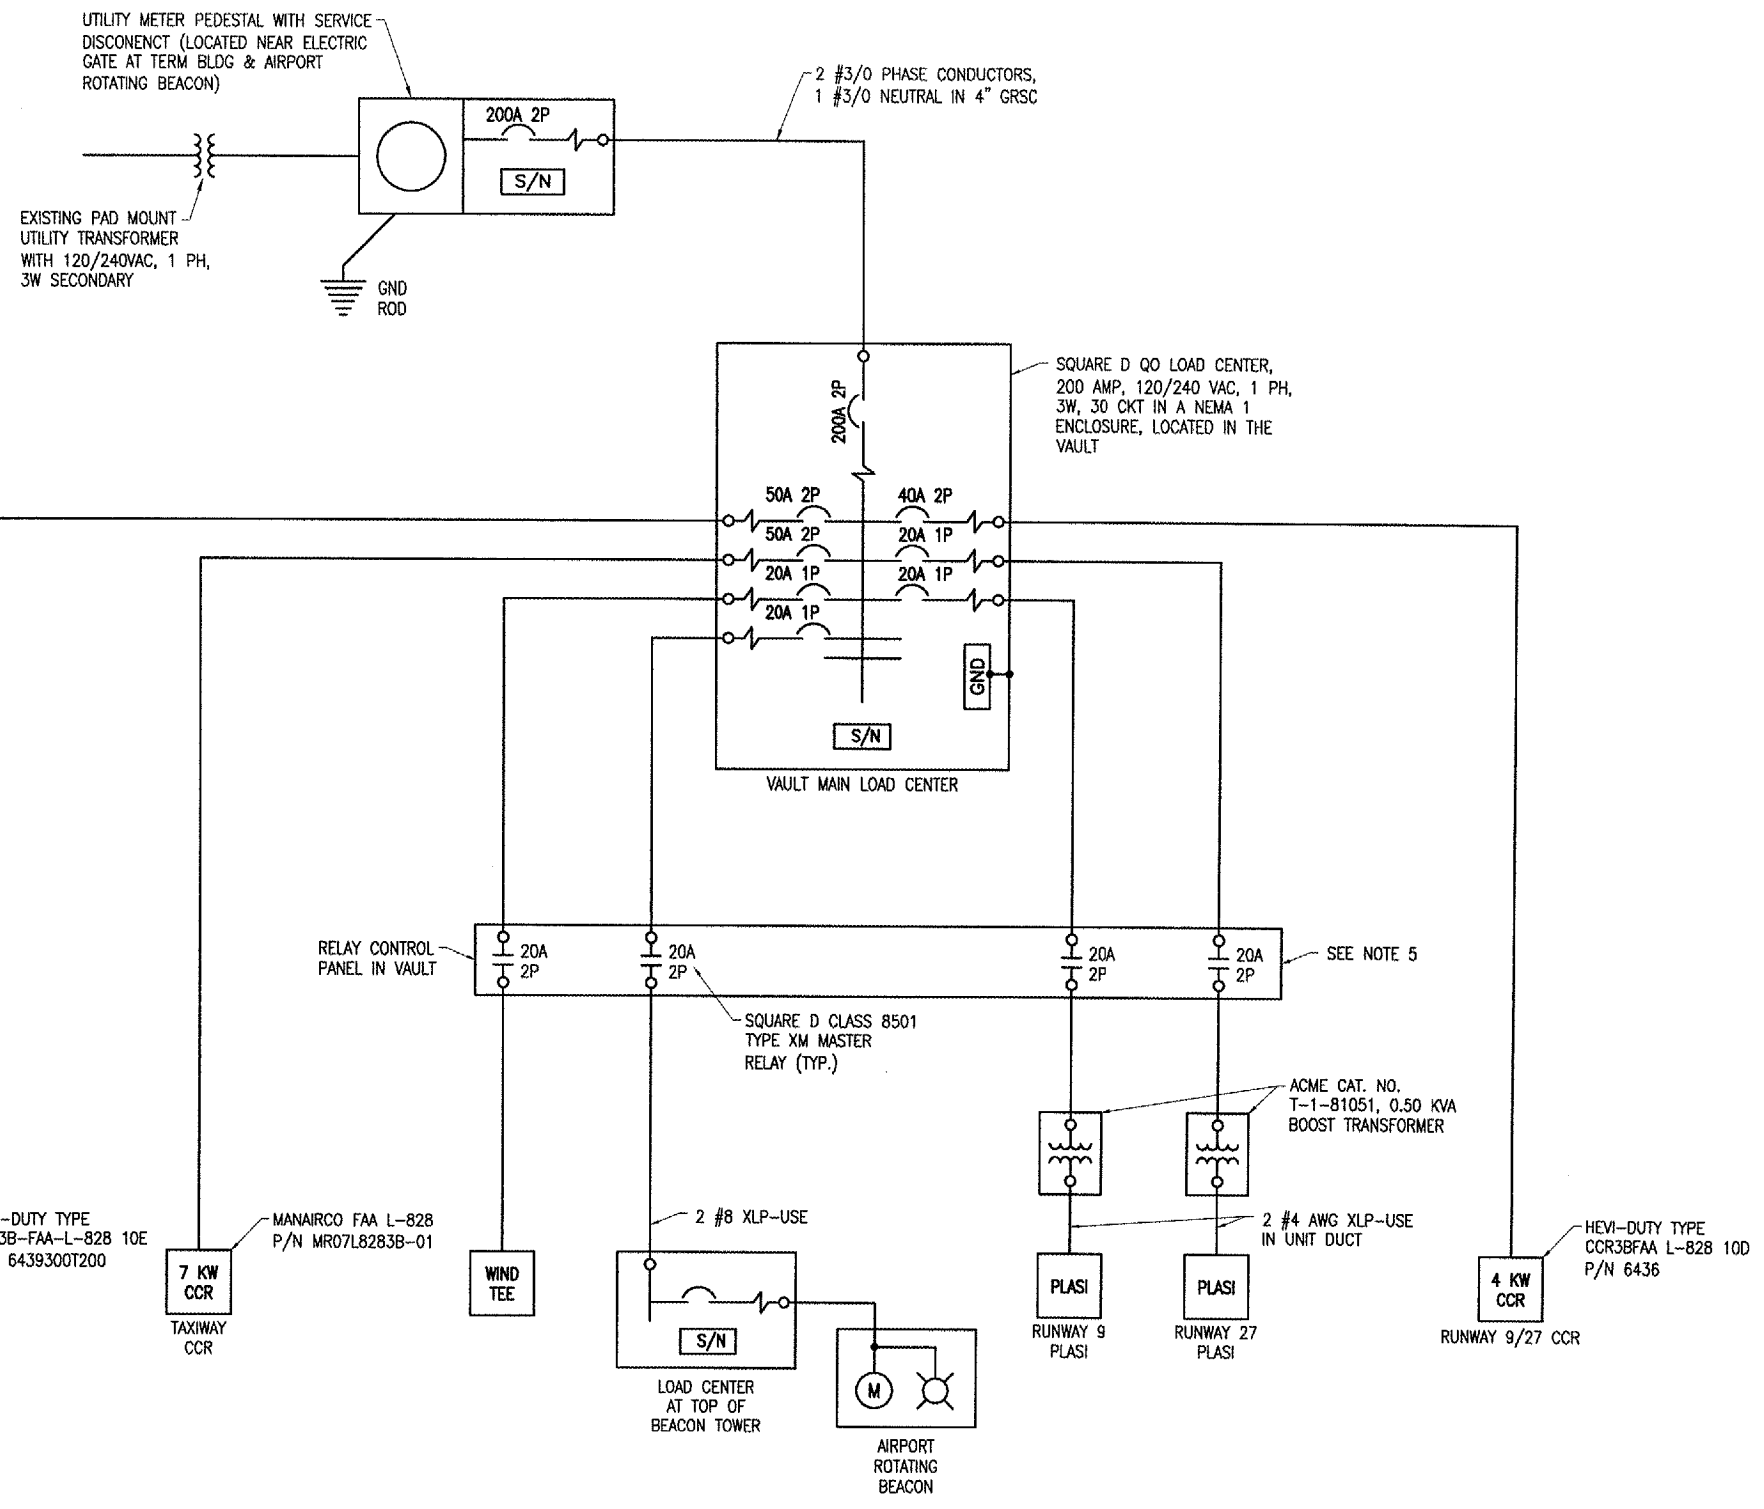 UTILITY METER PEDESTAL WITH SERVICE
DISCONENCT (LOCATED NEAR ELECTRIC
GATE AT TERM BLDG & AIRPORT
ROTATING BEACON)
2 #3/0 PHASE CONDUCTORS,
1 #3/0 NEUTRAL IN 4" GRSC
200A 2P
S/N
EXISTING PAD MOUNT
UTILITY TRANSFORMER
WITH 120/240VAC, 1 PH,
3W SECONDARY
GND
ROD
SQUARE D QO LOAD CENTER,
200 AMP, 120/240 VAC, 1 PH,
3W, 30 CKT IN A NEMA 1
ENCLOSURE, LOCATED IN THE
VAULT
200A 2P
50A 2P
40A 2P
50A 2P
20A 1P
20A 1P
20A 1P
20A 1P
GND
S/N
VAULT MAIN LOAD CENTER
RELAY CONTROL
PANEL IN VAULT
20A
2P
20A
2P
20A
2P
20A
2P
SEE NOTE 5
SQUARE D CLASS 8501
TYPE XM MASTER
RELAY (TYP.)
ACME CAT. NO.
T-1-81051, 0.50 KVA
BOOST TRANSFORMER
-DUTY TYPE
3B-FAA-L-828 10E
6439300T200
7 KW
CCR
TAXIWAY
CCR
MANAIRCO FAA L-828
P/N MR07L8283B-01
WIND
TEE
2 #8 XLP-USE
S/N
LOAD CENTER
AT TOP OF
BEACON TOWER
M
AIRPORT
ROTATING
BEACON
2 #4 AWG XLP-USE
IN UNIT DUCT
PLASI
RUNWAY 9
PLASI
PLASI
RUNWAY 27
PLASI
HEVI-DUTY TYPE
CCR3BFAA L-828 10D
P/N 6436
4 KW
CCR
RUNWAY 9/27 CCR